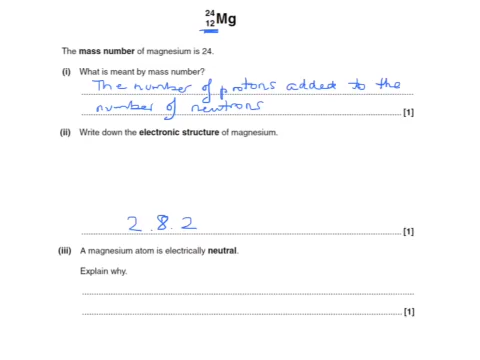 24
12 Mg
The mass number of magnesium is 24.
(i) What is meant by mass number?
The number of protons added to the
number of neutrons [1]
(ii) Write down the electronic structure of magnesium.
2.8.2 [1]
(iii) A magnesium atom is electrically neutral.
Explain why.
[1]